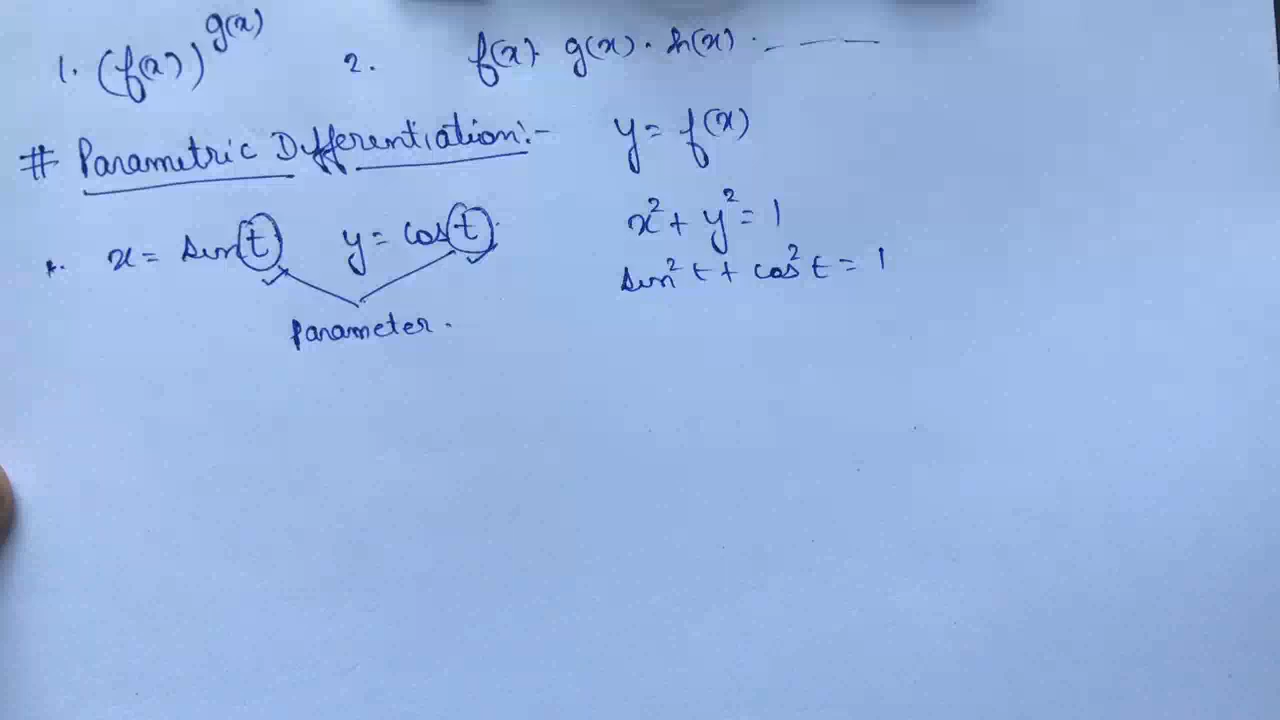 1. (f(x))^g(x) 2. f(x) g(x) . h(x) . - — —
# Parametric Differentiation:- y = f(x)
x² + y² = 1
*. x = sin t y = cos t.
sin² t + cos² t = 1
parameter.